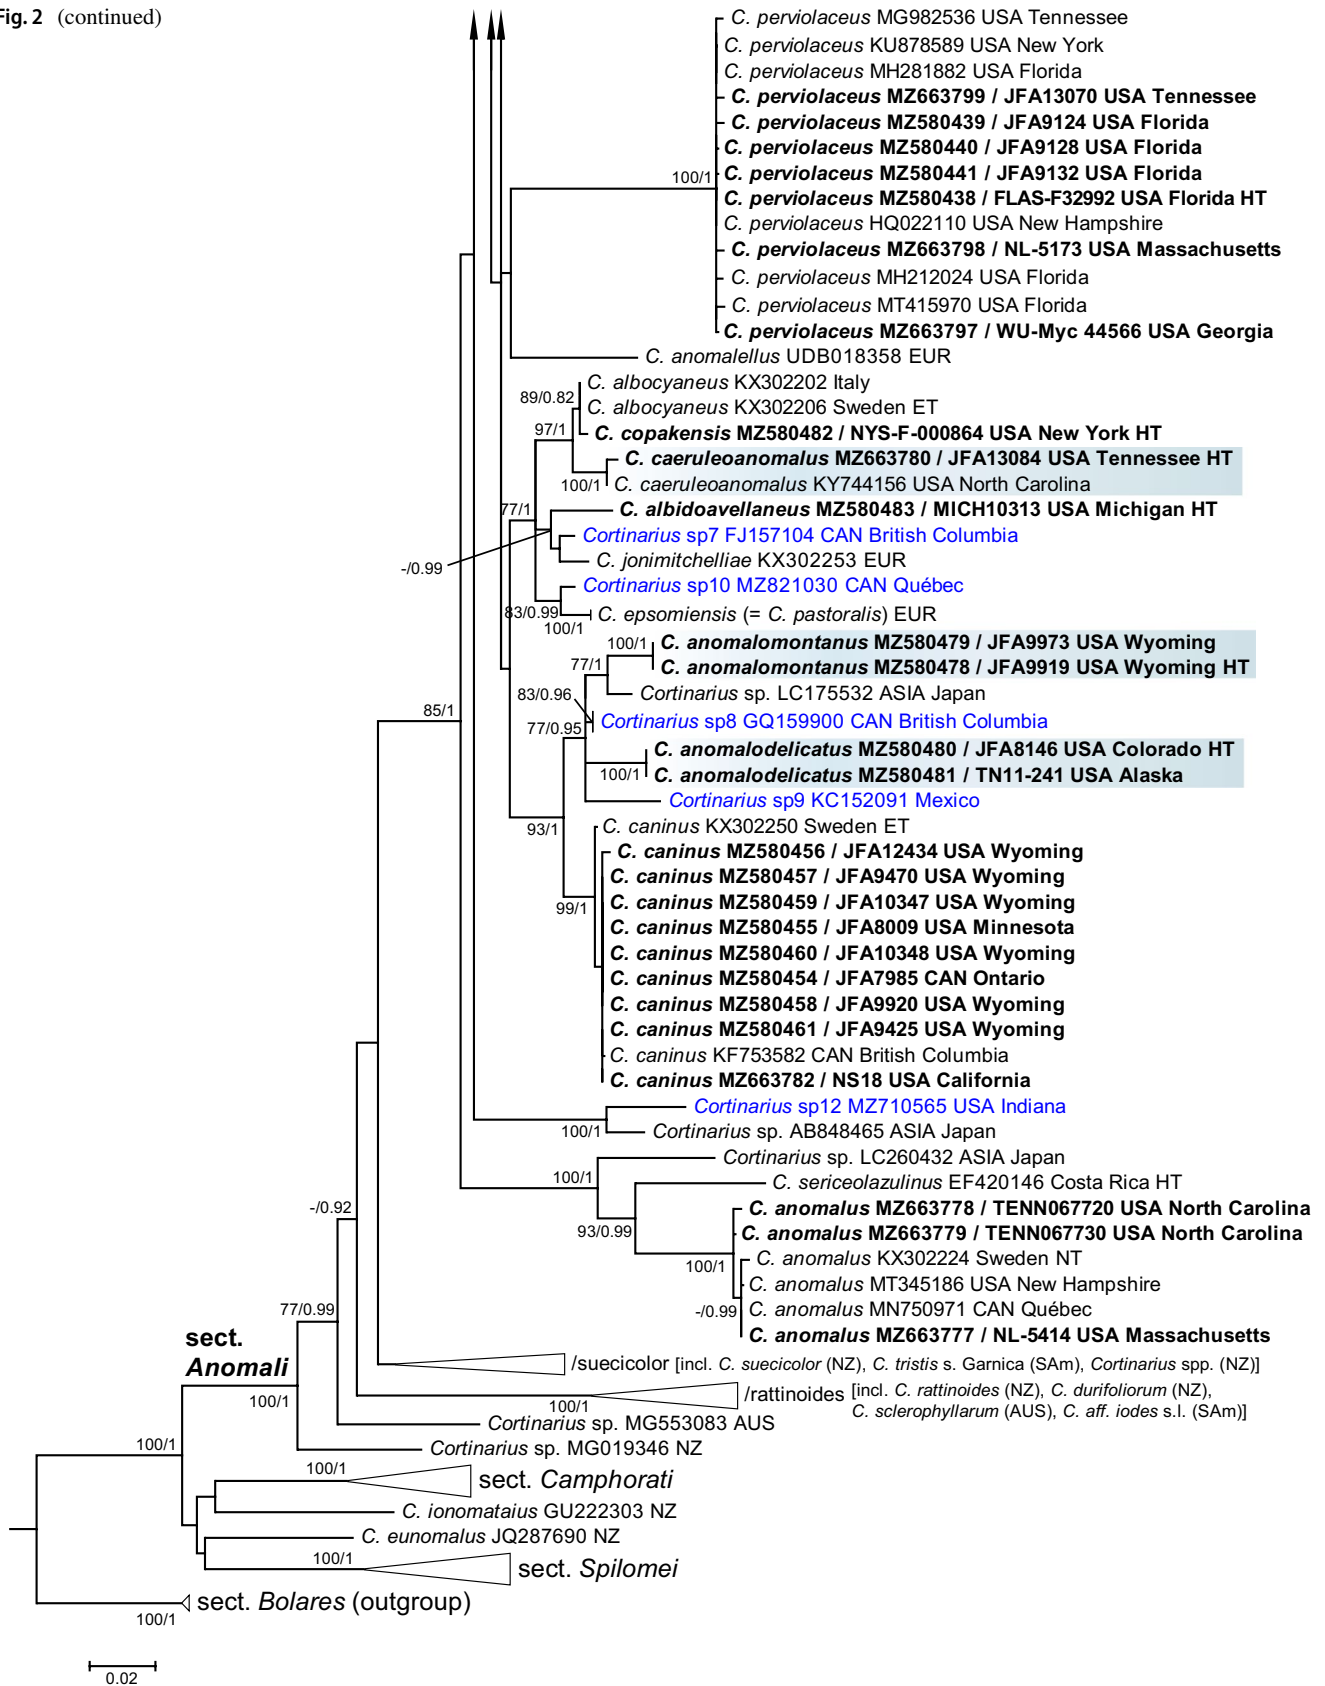 Fig. 2 (continued)
C. perviolaceus MG982536 USA Tennessee
C. perviolaceus KU878589 USA New York
C. perviolaceus MH281882 USA Florida
C. perviolaceus MZ663799 / JFA13070 USA Tennessee
C. perviolaceus MZ580439 / JFA9124 USA Florida
C. perviolaceus MZ580440 / JFA9128 USA Florida
C. perviolaceus MZ580441 / JFA9132 USA Florida
100/1
C. perviolaceus MZ580438 / FLAS-F32992 USA Florida HT
C. perviolaceus HQ022110 USA New Hampshire
C. perviolaceus MZ663798 / NL-5173 USA Massachusetts
C. perviolaceus MH212024 USA Florida
C. perviolaceus MT415970 USA Florida
C. perviolaceus MZ663797 / WU-Myc 44566 USA Georgia
C. anomalellus UDB018358 EUR
C. albocyaneus KX302202 Italy
89/0.82
C. albocyaneus KX302206 Sweden ET
97/1
C. copakensis MZ580482 / NYS-F-000864 USA New York HT
C. caeruleoanomalus MZ663780 / JFA13084 USA Tennessee HT
100/1
C. caeruleoanomalus KY744156 USA North Carolina
77/1
C. albidoavellaneus MZ580483 / MICH10313 USA Michigan HT
Cortinarius sp7 FJ157104 CAN British Columbia
-/0.99
C. jonimitchelliae KX302253 EUR
Cortinarius sp10 MZ821030 CAN Québec
83/0.99
C. epsomiensis (= C. pastoralis) EUR
100/1
100/1
C. anomalomontanus MZ580479 / JFA9973 USA Wyoming
77/1
C. anomalomontanus MZ580478 / JFA9919 USA Wyoming HT
83/0.96
Cortinarius sp. LC175532 ASIA Japan
77/0.95
Cortinarius sp8 GQ159900 CAN British Columbia
C. anomalodelicatus MZ580480 / JFA8146 USA Colorado HT
100/1
C. anomalodelicatus MZ580481 / TN11-241 USA Alaska
Cortinarius sp9 KC152091 Mexico
93/1
C. caninus KX302250 Sweden ET
C. caninus MZ580456 / JFA12434 USA Wyoming
C. caninus MZ580457 / JFA9470 USA Wyoming
99/1
C. caninus MZ580459 / JFA10347 USA Wyoming
C. caninus MZ580455 / JFA8009 USA Minnesota
C. caninus MZ580460 / JFA10348 USA Wyoming
C. caninus MZ580454 / JFA7985 CAN Ontario
C. caninus MZ580458 / JFA9920 USA Wyoming
C. caninus MZ580461 / JFA9425 USA Wyoming
C. caninus KF753582 CAN British Columbia
C. caninus MZ663782 / NS18 USA California
85/1
Cortinarius sp12 MZ710565 USA Indiana
100/1
Cortinarius sp. AB848465 ASIA Japan
Cortinarius sp. LC260432 ASIA Japan
100/1
C. sericeolazulinus EF420146 Costa Rica HT
93/0.99
C. anomalus MZ663778 / TENN067720 USA North Carolina
C. anomalus MZ663779 / TENN067730 USA North Carolina
100/1
C. anomalus KX302224 Sweden NT
C. anomalus MT345186 USA New Hampshire
-/0.99
C. anomalus MN750971 CAN Québec
C. anomalus MZ663777 / NL-5414 USA Massachusetts
-/0.92
77/0.99
sect.
Anomali
/suecicolor [incl. C. suecicolor (NZ), C. tristis s. Garnica (SAm), Cortinarius spp. (NZ)]
100/1
100/1
/rattinoides [incl. C. rattinoides (NZ), C. durifoliorum (NZ),
C. sclerophyllarum (AUS), C. aff. iodes s.l. (SAm)]
Cortinarius sp. MG553083 AUS
100/1
Cortinarius sp. MG019346 NZ
100/1
sect. Camphorati
C. ionomataius GU222303 NZ
C. eunomalus JQ287690 NZ
100/1
sect. Spilomei
100/1
sect. Bolares (outgroup)
0.02